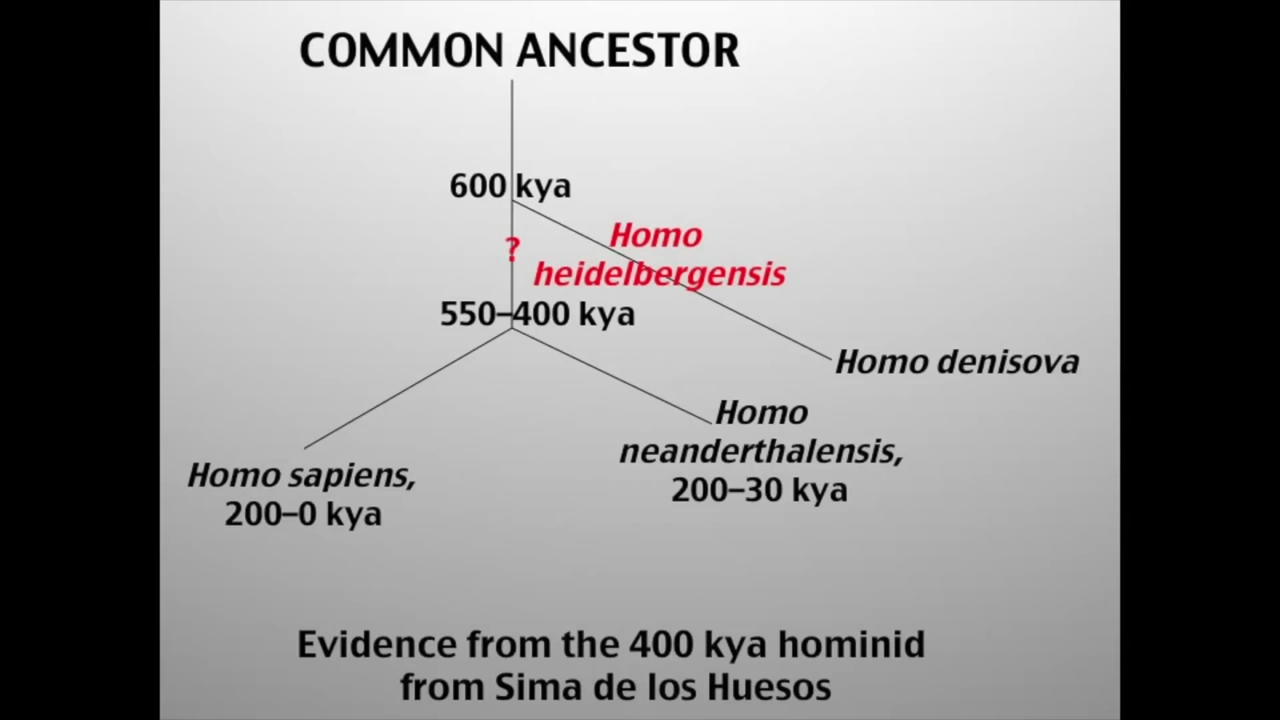 COMMON ANCESTOR
600 kya
Homo
?
heidelbergensis
550–400 kya
Homo denisova
Homo
neanderthalensis,
200–30 kya
Homo sapiens,
200–0 kya
Evidence from the 400 kya hominid
from Sima de los Huesos